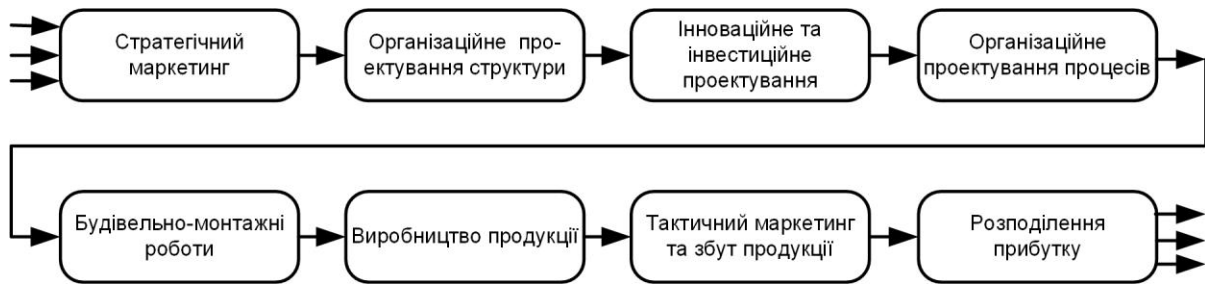 Стратегічний
маркетинг
Організаційне про-
ектування структури
Інноваційне та
інвестиційне
проектування
Організаційне
проектування процесів
Будівельно-монтажні
роботи
Виробництво продукції
Тактичний маркетинг
та збут продукції
Розподілення
прибутку